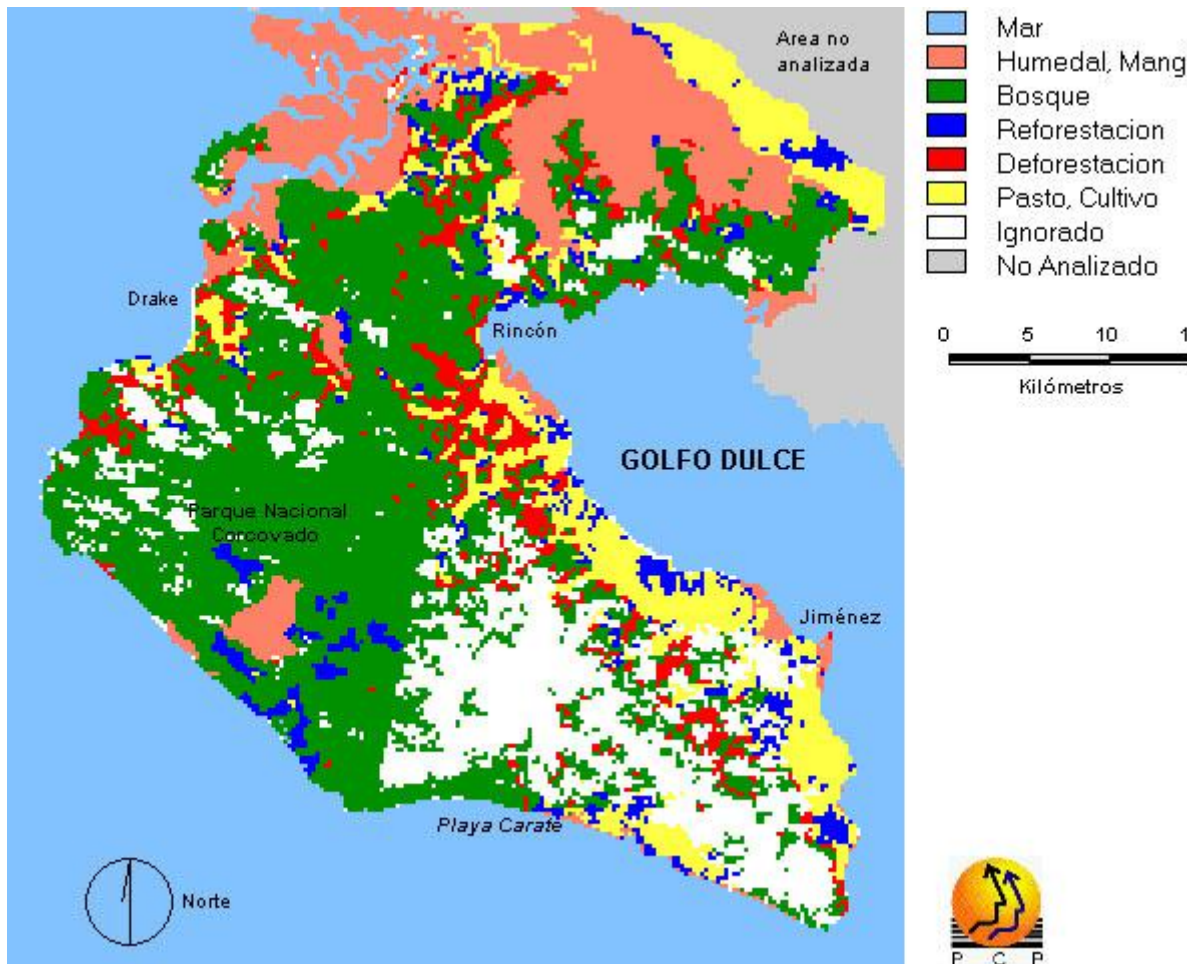 Area no
analizada
Drake
Rincón
GOLFO DULCE
Parque Nacional
Corcovado
Jiménez
Playa Carate
Norte
Mar
Humedal, Mang
Bosque
Reforestacion
Deforestacion
Pasto, Cultivo
Ignorado
No Analizado
0 5 10 1
Kilómetros
P C P